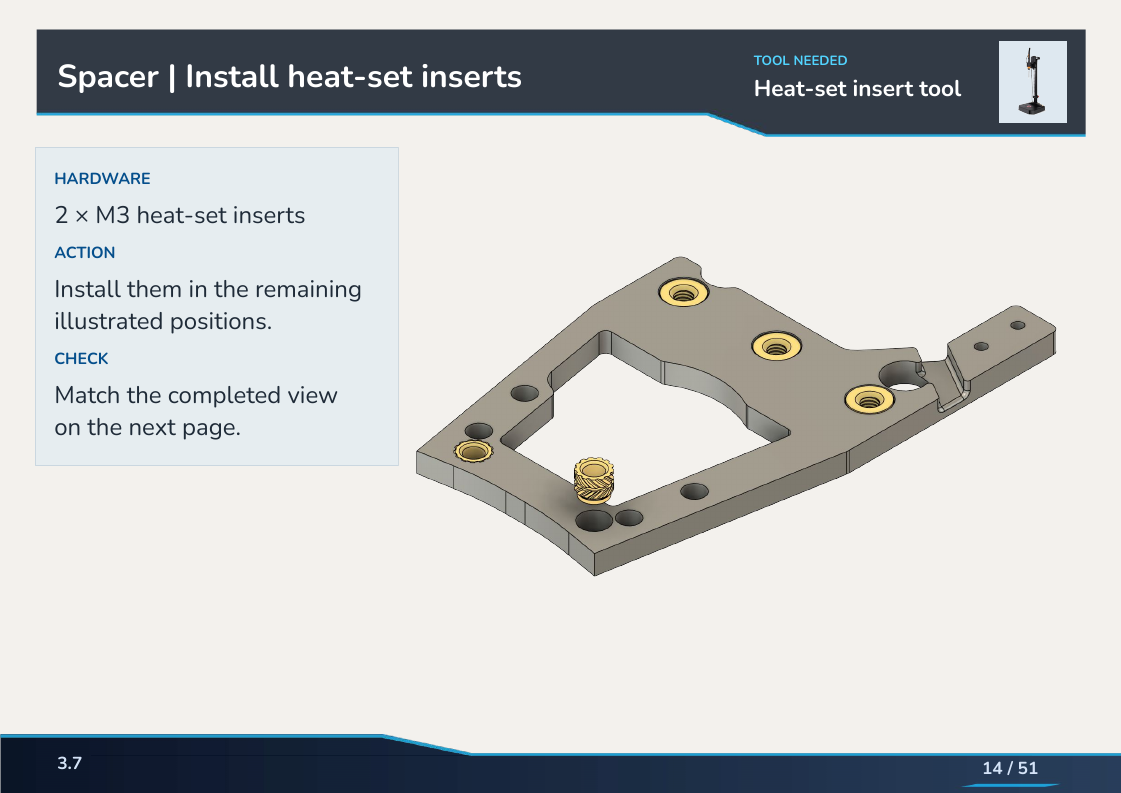 Spacer | Install heat-set inserts
TOOL NEEDED
Heat-set insert tool
HARDWARE
2 × M3 heat-set inserts
ACTION
Install them in the remaining
illustrated positions.
CHECK
Match the completed view
on the next page.
3.7
14 / 51